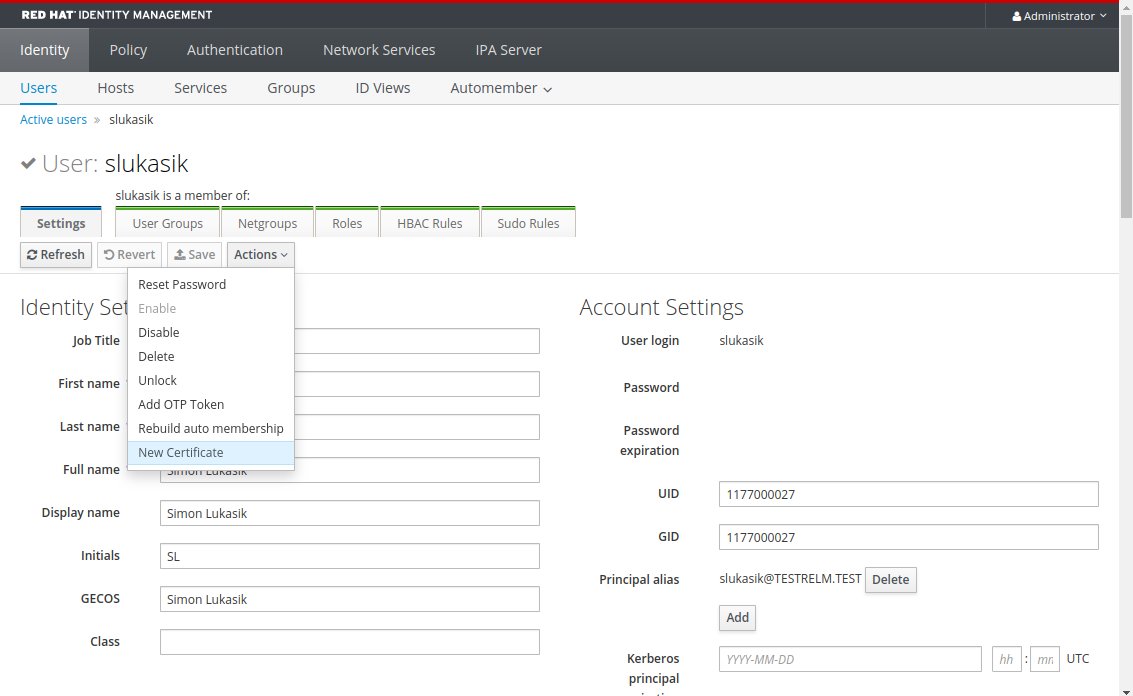 RED HAT IDENTITY MANAGEMENT
Administrator
Identity Policy Authentication Network Services IPA Server
Users Hosts Services Groups ID Views Automember
Active users » slukasik
User: slukasik
slukasik is a member of:
Settings User Groups Netgroups Roles HBAC Rules Sudo Rules
Refresh Revert Save Actions
Reset Password
Enable
Disable
Delete
Unlock
Add OTP Token
Rebuild auto membership
New Certificate
Identity
Job Title
First name
Last name
Full name Simon Lukasik
Display name Simon Lukasik
Initials SL
GECOS Simon Lukasik
Class
Account Settings
User login slukasik
Password
Password
expiration
UID 1177000027
GID 1177000027
Principal alias slukasik@TESTRELM.TEST Delete
Add
Kerberos YYYY-MM-DD hh : mm UTC
principal